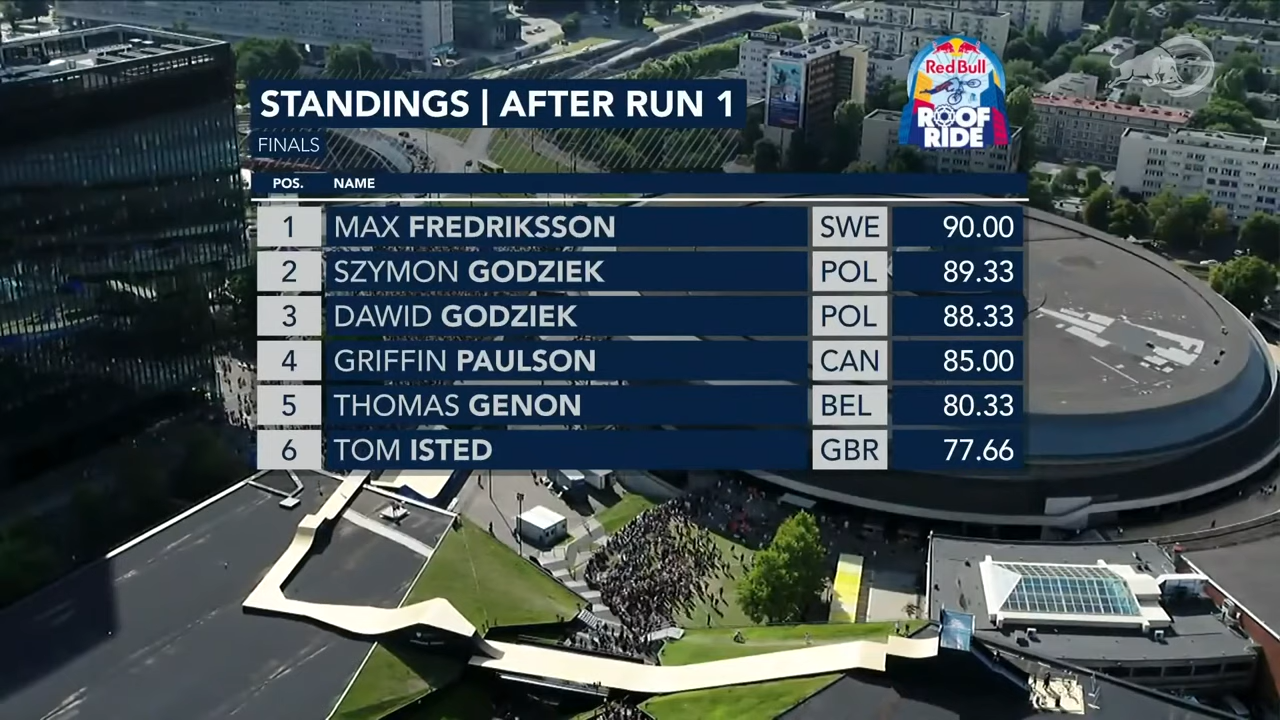 STANDINGS | AFTER RUN 1
FINALS
Red Bull
ROOF
RIDE
POS. NAME
1 MAX FREDRIKSSON SWE 90.00
2 SZYMON GODZIEK POL 89.33
3 DAWID GODZIEK POL 88.33
4 GRIFFIN PAULSON CAN 85.00
5 THOMAS GENON BEL 80.33
6 TOM ISTED GBR 77.66